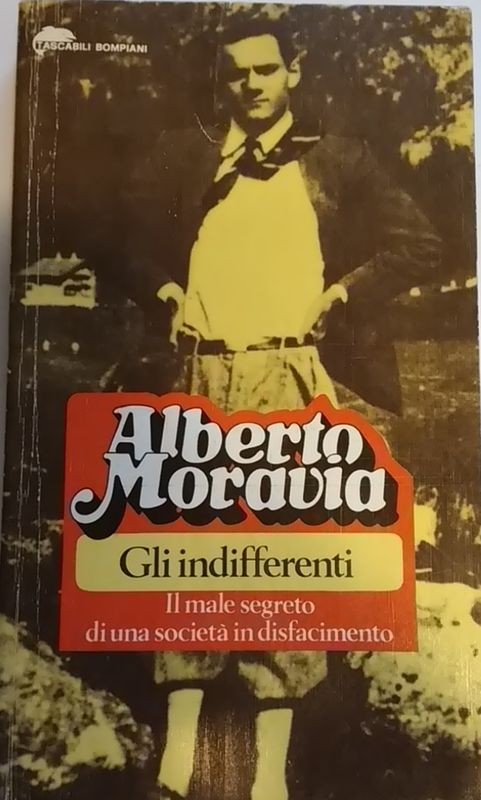 TASCABILI BOMPIANI
Alberto
Moravia
Gli indifferenti
Il male segreto
di una società in disfacimento